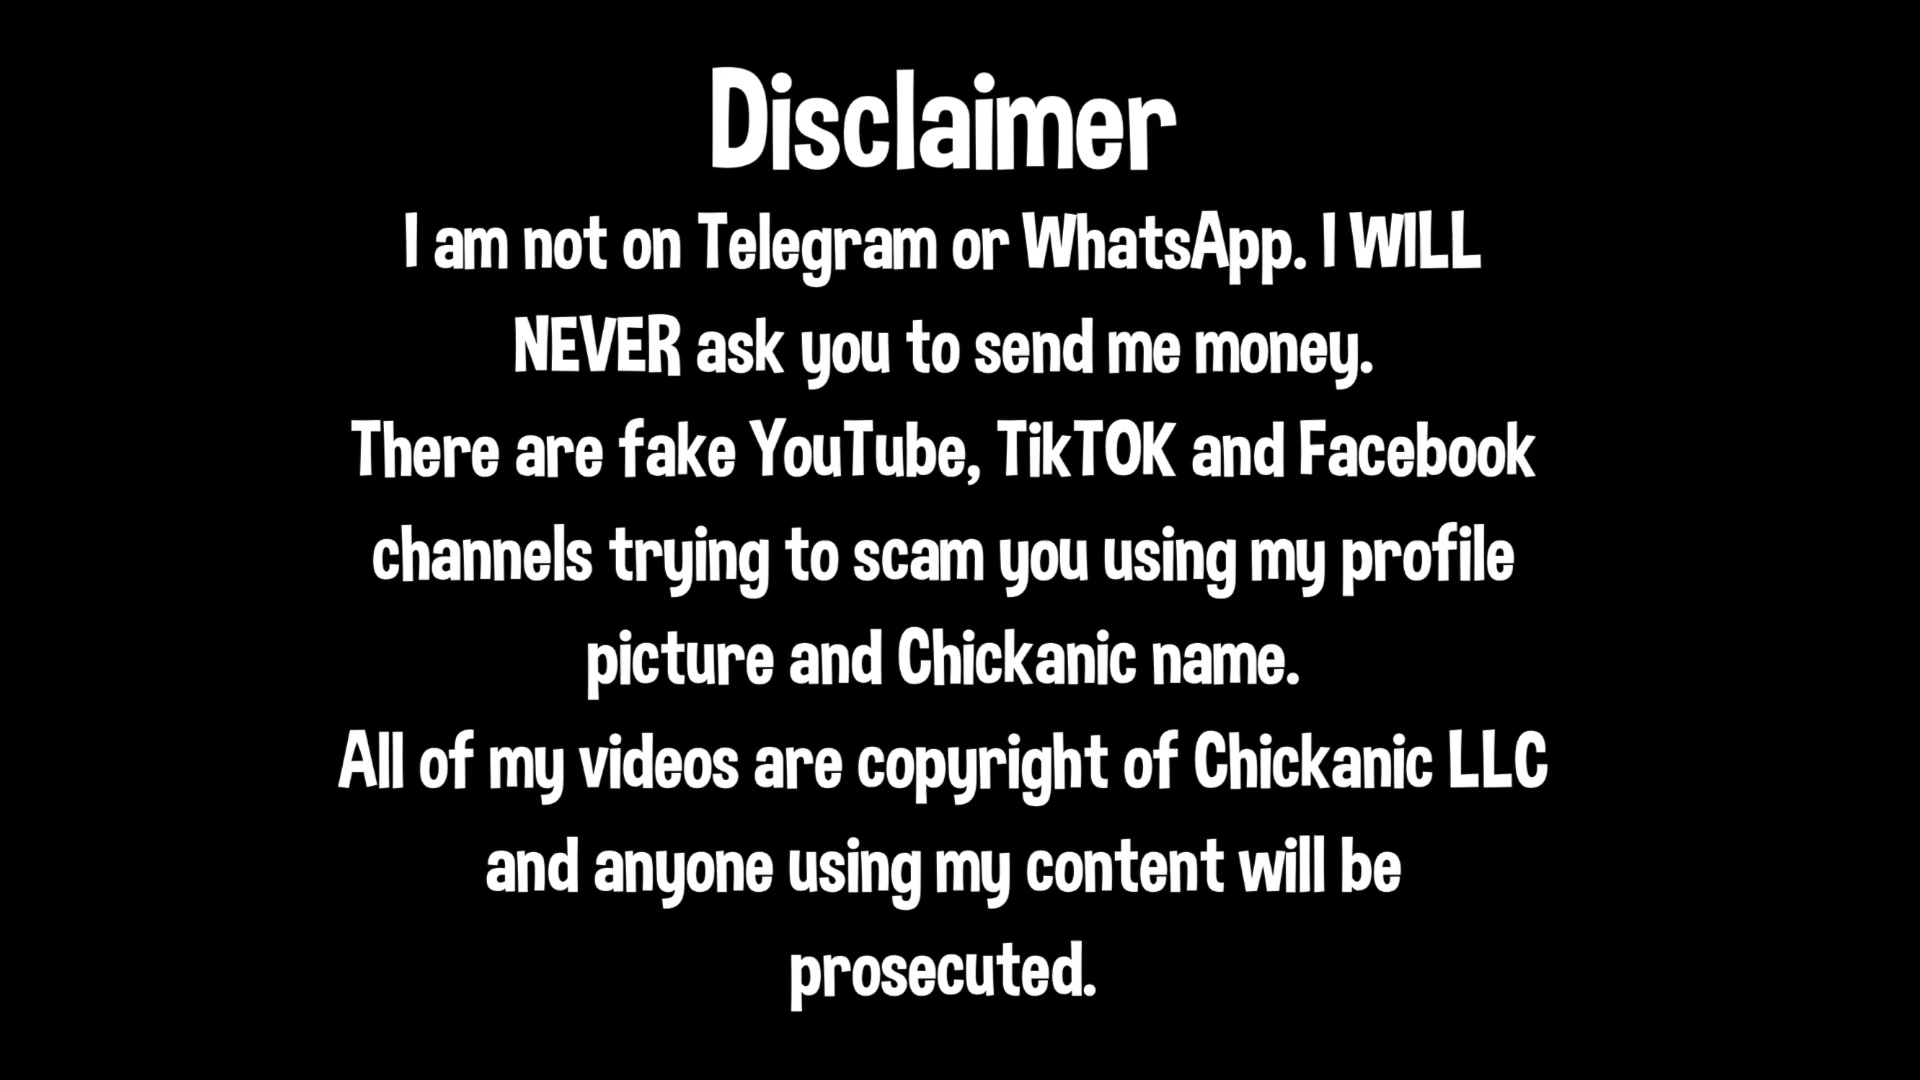 Disclaimer
I am not on Telegram or WhatsApp. I WILL
NEVER ask you to send me money.
There are fake YouTube, TikTOK and Facebook
channels trying to scam you using my profile
picture and Chickanic name.
All of my videos are copyright of Chickanic LLC
and anyone using my content will be
prosecuted.